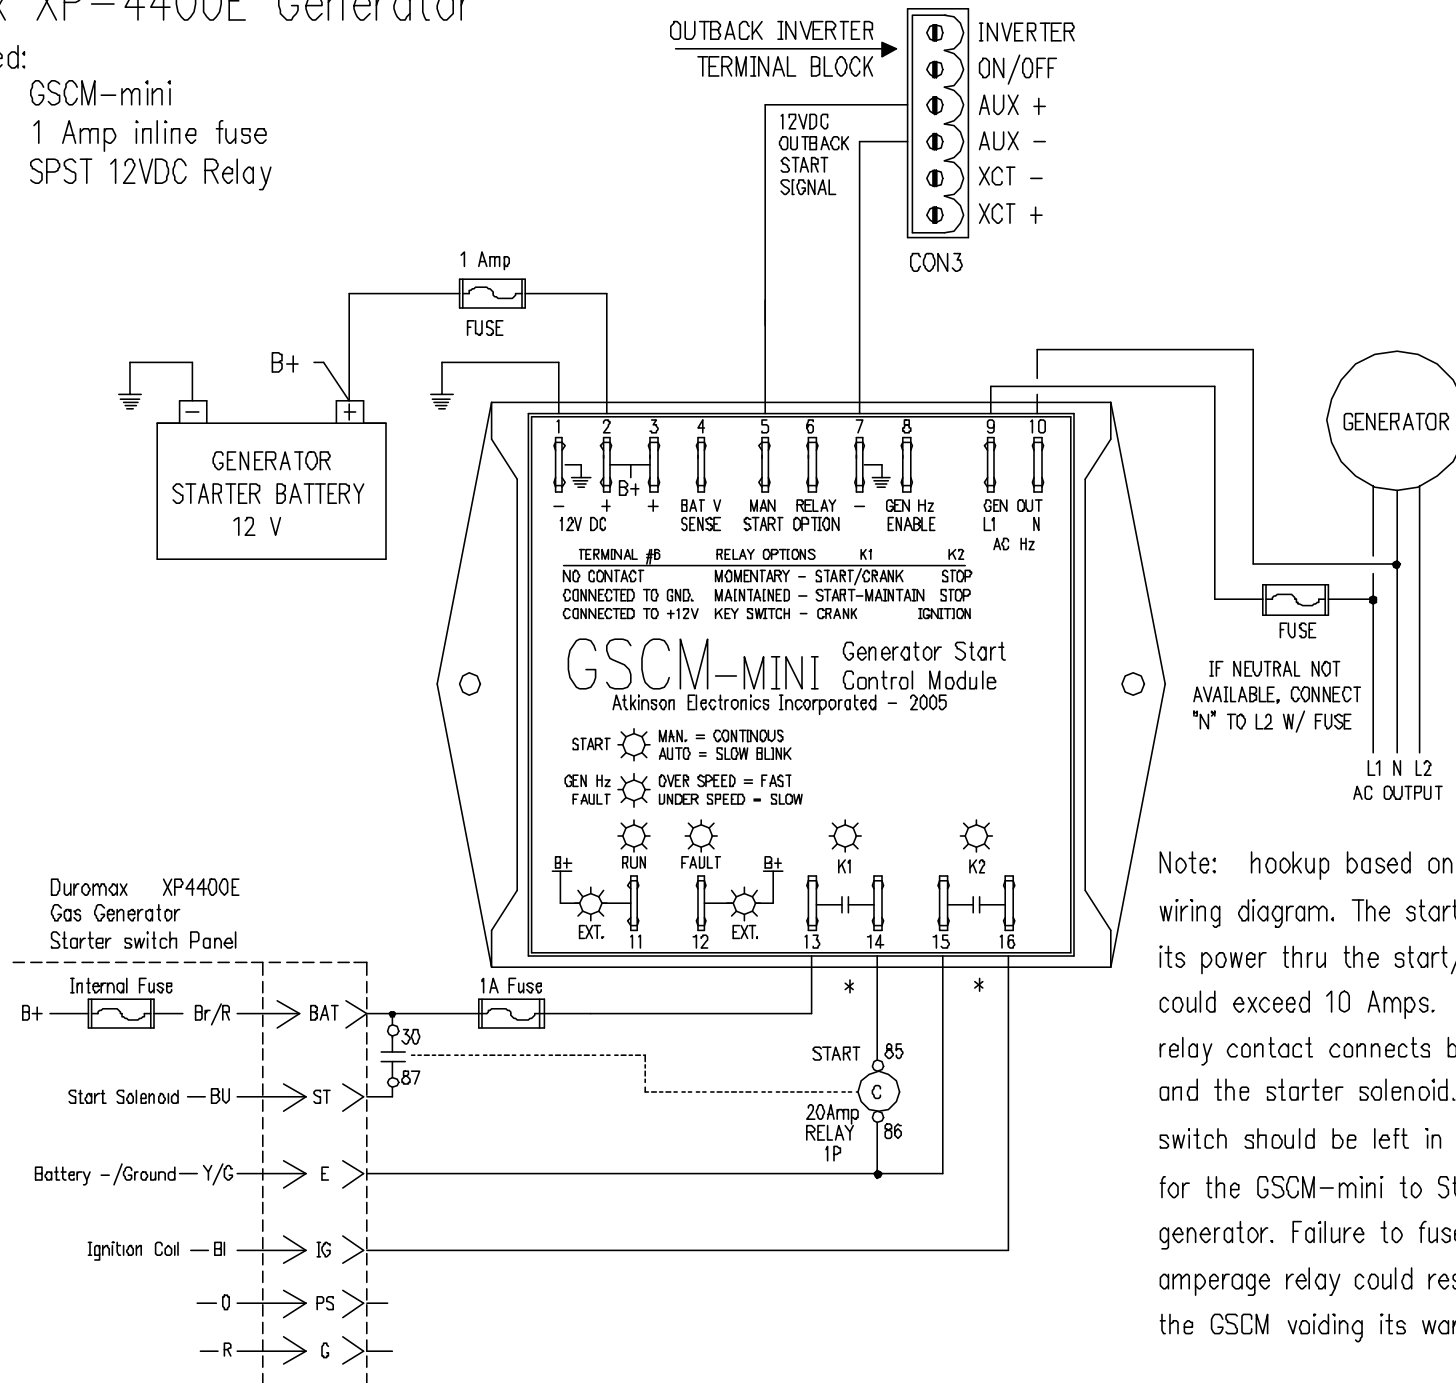 XP-4400E Generator
GSCM-mini
1 Amp inline fuse
SPST 12VDC Relay
OUTBACK INVERTER
TERMINAL BLOCK
INVERTER
ON/OFF
AUX +
AUX -
XCT -
XCT +
CON3
12VDC
OUTBACK
START
SIGNAL
1 Amp
FUSE
B+
- +
GENERATOR
STARTER BATTERY
12 V
GENERATOR
1 2 3 4 5 6 7 8 9 10
B+
- + + BAT V MAN RELAY - GEN Hz GEN OUT
12V DC SENSE START OPTION ENABLE L1 N
AC Hz
TERMINAL #6 RELAY OPTIONS K1 K2
NO CONTACT MOMENTARY - START/CRANK STOP
CONNECTED TO GND. MAINTAINED - START-MAINTAIN STOP
CONNECTED TO +12V KEY SWITCH - CRANK IGNITION
GSCM-MINI Generator Start
Control Module
Atkinson Electronics Incorporated - 2005
START MAN. = CONTINOUS
AUTO = SLOW BLINK
GEN Hz OVER SPEED = FAST
FAULT UNDER SPEED = SLOW
RUN FAULT K1 K2
B+ B+
EXT. EXT.
11 12 13 14 15 16
* *
FUSE
IF NEUTRAL NOT
AVAILABLE, CONNECT
"N" TO L2 W/ FUSE
L1 N L2
AC OUTPUT
Duromax XP4400E
Gas Generator
Starter switch Panel
Internal Fuse
1A Fuse
B+ Br/R BAT
30
87
Start Solenoid BU ST
START 85
C
20Amp
RELAY
1P
86
Battery -/Ground Y/G E
Ignition Coil Bl IG
O PS
R G
Note: hookup based on
wiring diagram. The
its power thru the
could exceed 10 Amps.
relay contact connects
and the starter solenoid.
switch should be left in
for the GSCM-mini to
generator. Failure to
amperage relay could
the GSCM voiding its